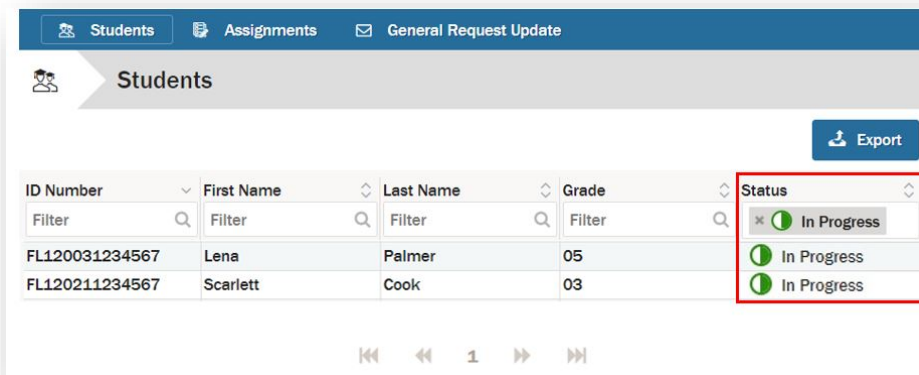 Students Assignments General Request Update
Students
Export
ID Number First Name Last Name Grade Status
Filter Filter Filter Filter × In Progress
FL120031234567 Lena Palmer 05 In Progress
FL120211234567 Scarlett Cook 03 In Progress
1